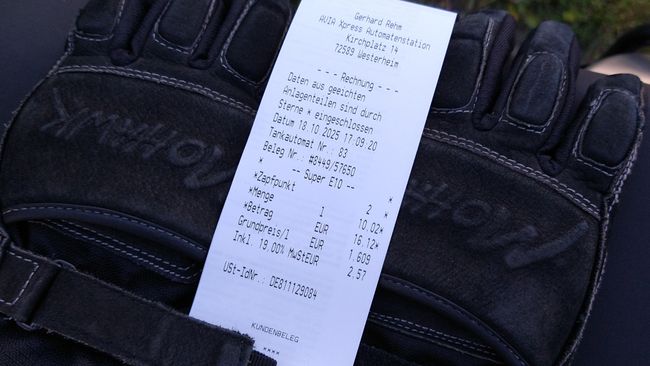 Gerhard Rehm
AVIA Xpress Automatenstation
Kirchplatz 14
72589 Westerheim
- - - Rechnung - - -
Daten aus geeichten
Anlagenteilen sind durch
Sterne * eingeschlossen
Datum 18.10.2025 17:09:20
Tankautomat Nr.: 83
Beleg Nr.: #8449/57650
-- Super E10 --
* *
*Zapfpunkt 2 *
*Menge l 10.02*
*Betrag EUR 16.12*
Grundpreis/l EUR 1.609
Inkl. 19.00% MwStEUR 2.57
USt-IdNr.: DE811129084
KUNDENBELEG
****